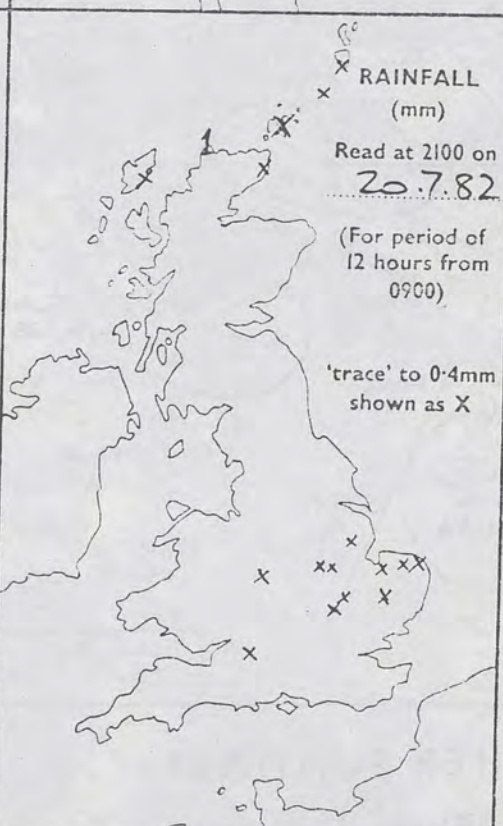 RAINFALL
(mm)
Read at 2100 on
20.7.82
(For period of
12 hours from
0900)
'trace' to 0·4mm
shown as X
1
X
X
X
X
X
X
X X
X X X
X
X X
X
X